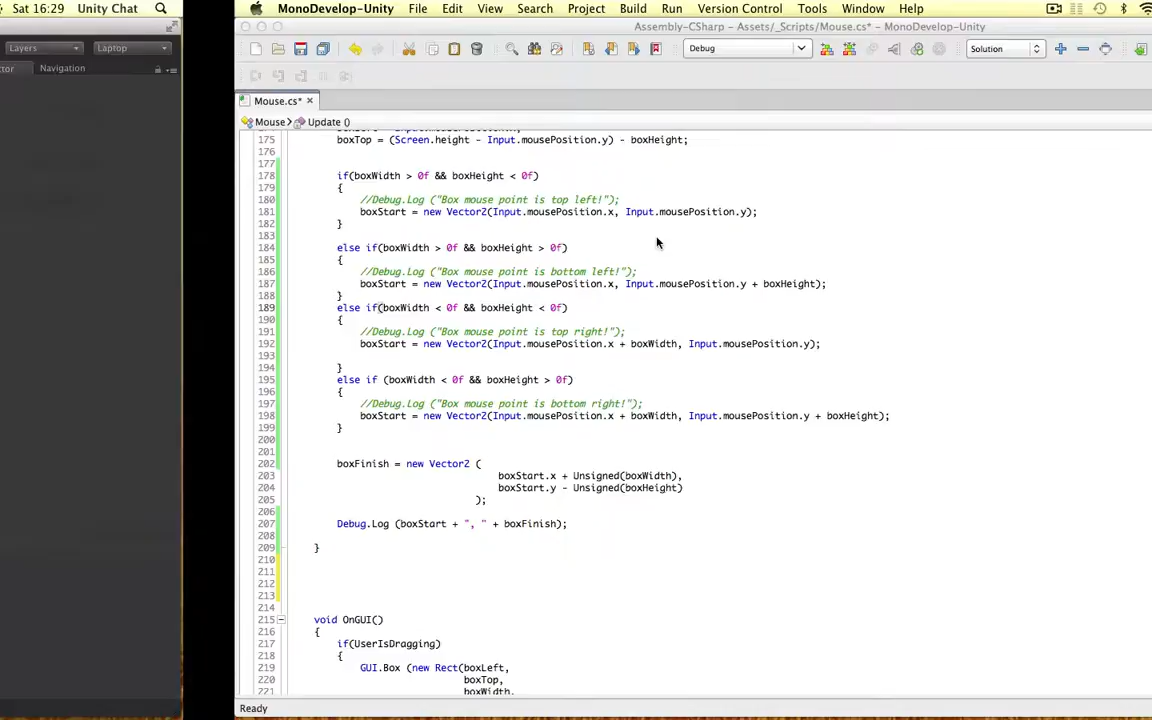 Sat 16:29 Unity Chat
MonoDevelop-Unity File Edit View Search Project Build Run Version Control Tools Window Help
Assembly-CSharp – Assets/_Scripts/Mouse.cs* – MonoDevelop-Unity
Layers Laptop
Debug Solution
tor Navigation
Mouse.cs* ×
Mouse > Update ()
175 boxTop = (Screen.height - Input.mousePosition.y) - boxHeight;
176
177
178 if(boxWidth > 0f && boxHeight < 0f)
179 {
180 //Debug.Log ("Box mouse point is top left!");
181 boxStart = new Vector2(Input.mousePosition.x, Input.mousePosition.y);
182 }
183
184 else if(boxWidth > 0f && boxHeight > 0f)
185 {
186 //Debug.Log ("Box mouse point is bottom left!");
187 boxStart = new Vector2(Input.mousePosition.x, Input.mousePosition.y + boxHeight);
188 }
189 else if(boxWidth < 0f && boxHeight < 0f)
190 {
191 //Debug.Log ("Box mouse point is top right!");
192 boxStart = new Vector2(Input.mousePosition.x + boxWidth, Input.mousePosition.y);
193
194 }
195 else if (boxWidth < 0f && boxHeight > 0f)
196 {
197 //Debug.Log ("Box mouse point is bottom right!");
198 boxStart = new Vector2(Input.mousePosition.x + boxWidth, Input.mousePosition.y + boxHeight);
199 }
200
201
202 boxFinish = new Vector2 (
203 boxStart.x + Unsigned(boxWidth),
204 boxStart.y - Unsigned(boxHeight)
205 );
206
207 Debug.Log (boxStart + ", " + boxFinish);
208
209 }
210
211
212
213
214
215 void OnGUI()
216 {
217 if(UserIsDragging)
218 {
219 GUI.Box (new Rect(boxLeft,
220 boxTop,
221 boxWidth,
Ready